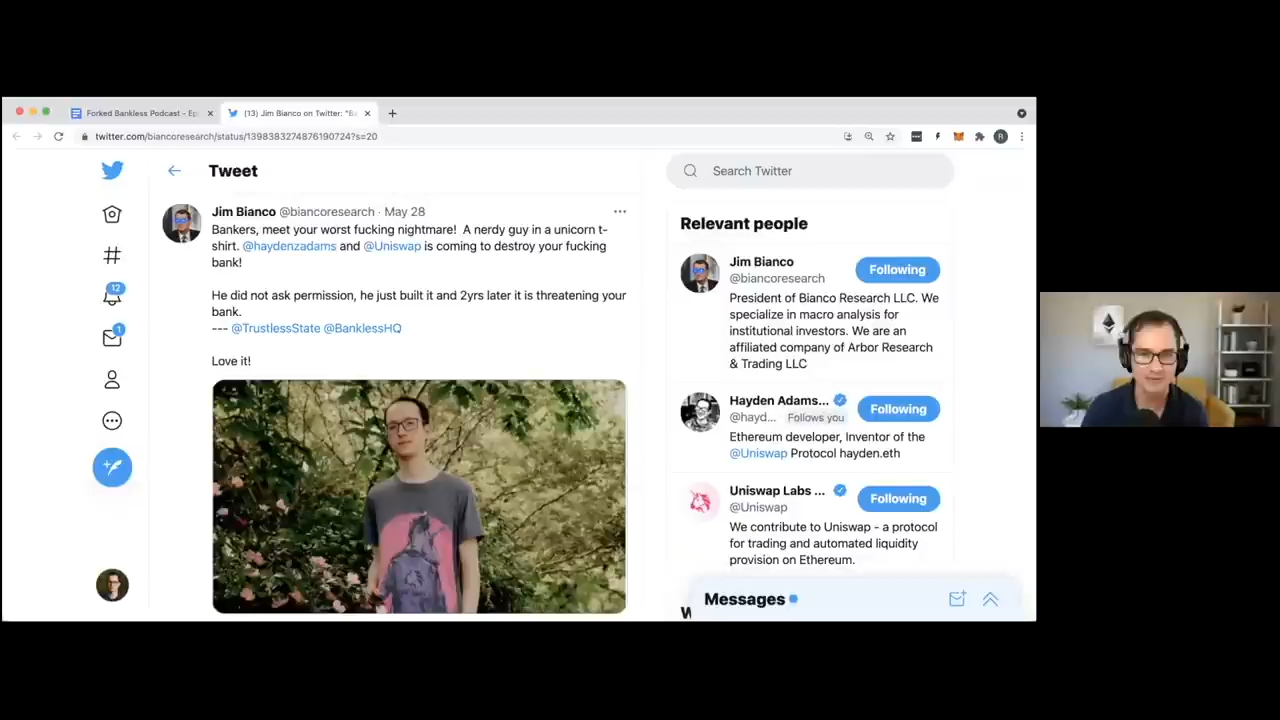 Forked Bankless Podcast - Ep
(13) Jim Bianco on Twitter: "Ba
twitter.com/biancoresearch/status/1398383274876190724?s=20
R
Tweet
Search Twitter
Jim Bianco @biancoresearch · May 28
Bankers, meet your worst fucking nightmare! A nerdy guy in a unicorn t-
shirt. @haydenzadams and @Uniswap is coming to destroy your fucking
bank!
He did not ask permission, he just built it and 2yrs later it is threatening your
bank.
--- @TrustlessState @BanklessHQ
Love it!
12
1
Relevant people
Jim Bianco
@biancoresearch
Following
President of Bianco Research LLC. We
specialize in macro analysis for
institutional investors. We are an
affiliated company of Arbor Research
& Trading LLC
Hayden Adams...
@hayd... Follows you
Following
Ethereum developer, Inventor of the
@Uniswap Protocol hayden.eth
Uniswap Labs ...
@Uniswap
Following
We contribute to Uniswap - a protocol
for trading and automated liquidity
provision on Ethereum.
Messages